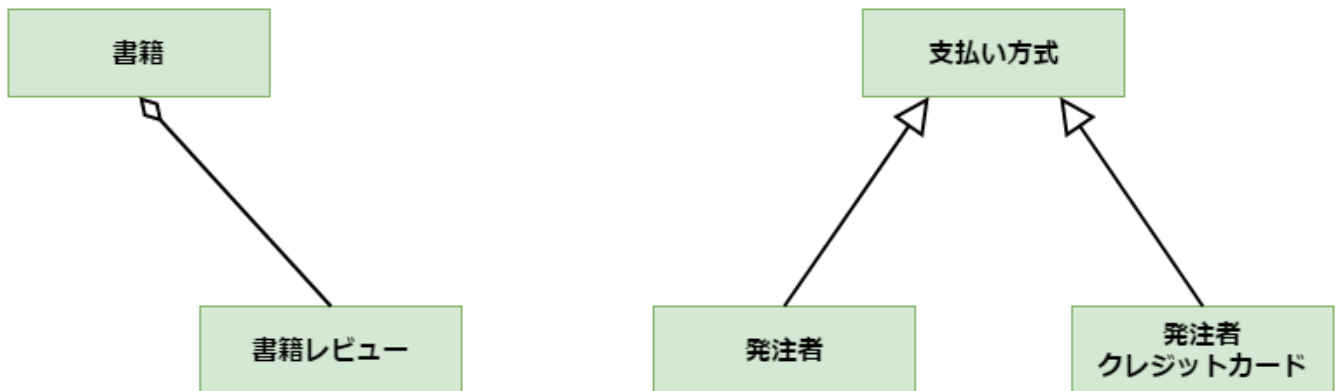 書籍
支払い方式
書籍レビュー
発注者
発注者
クレジットカード